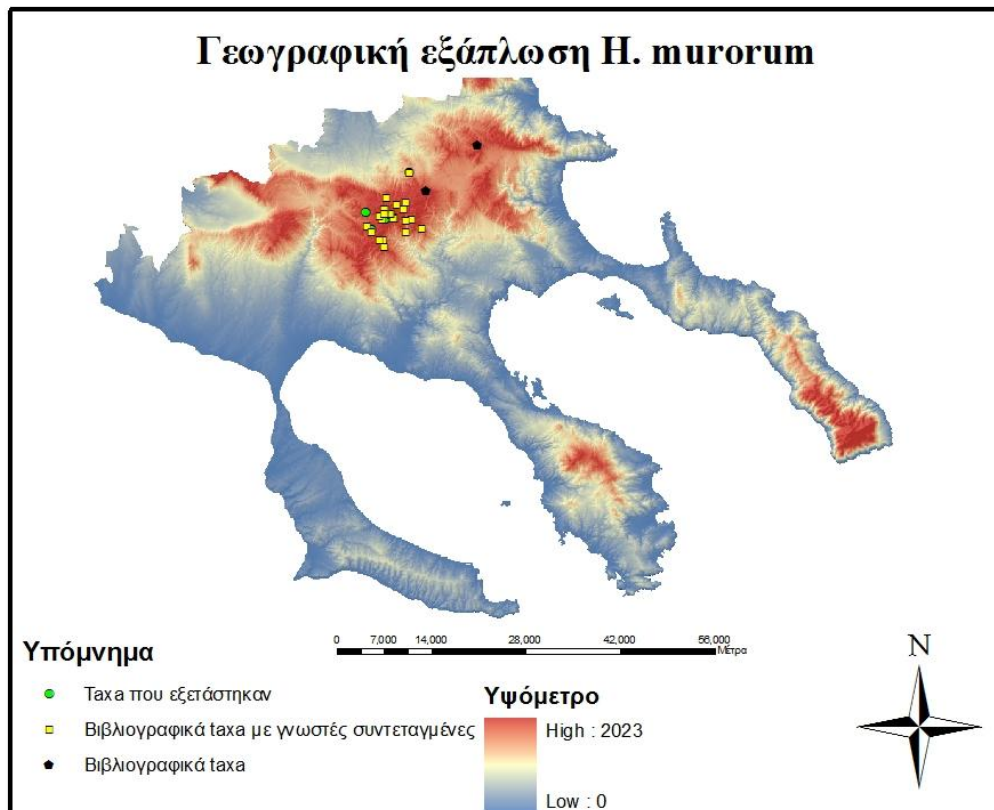 Γεωγραφική εξάπλωση H. murorum
0 7,000 14,000 28,000 42,000 56,000
Μέτρα
Υπόμνημα
Taxa που εξετάστηκαν
Βιβλιογραφικά taxa με γνωστές συντεταγμένες
Βιβλιογραφικά taxa
Υψόμετρο
High : 2023
Low : 0
N